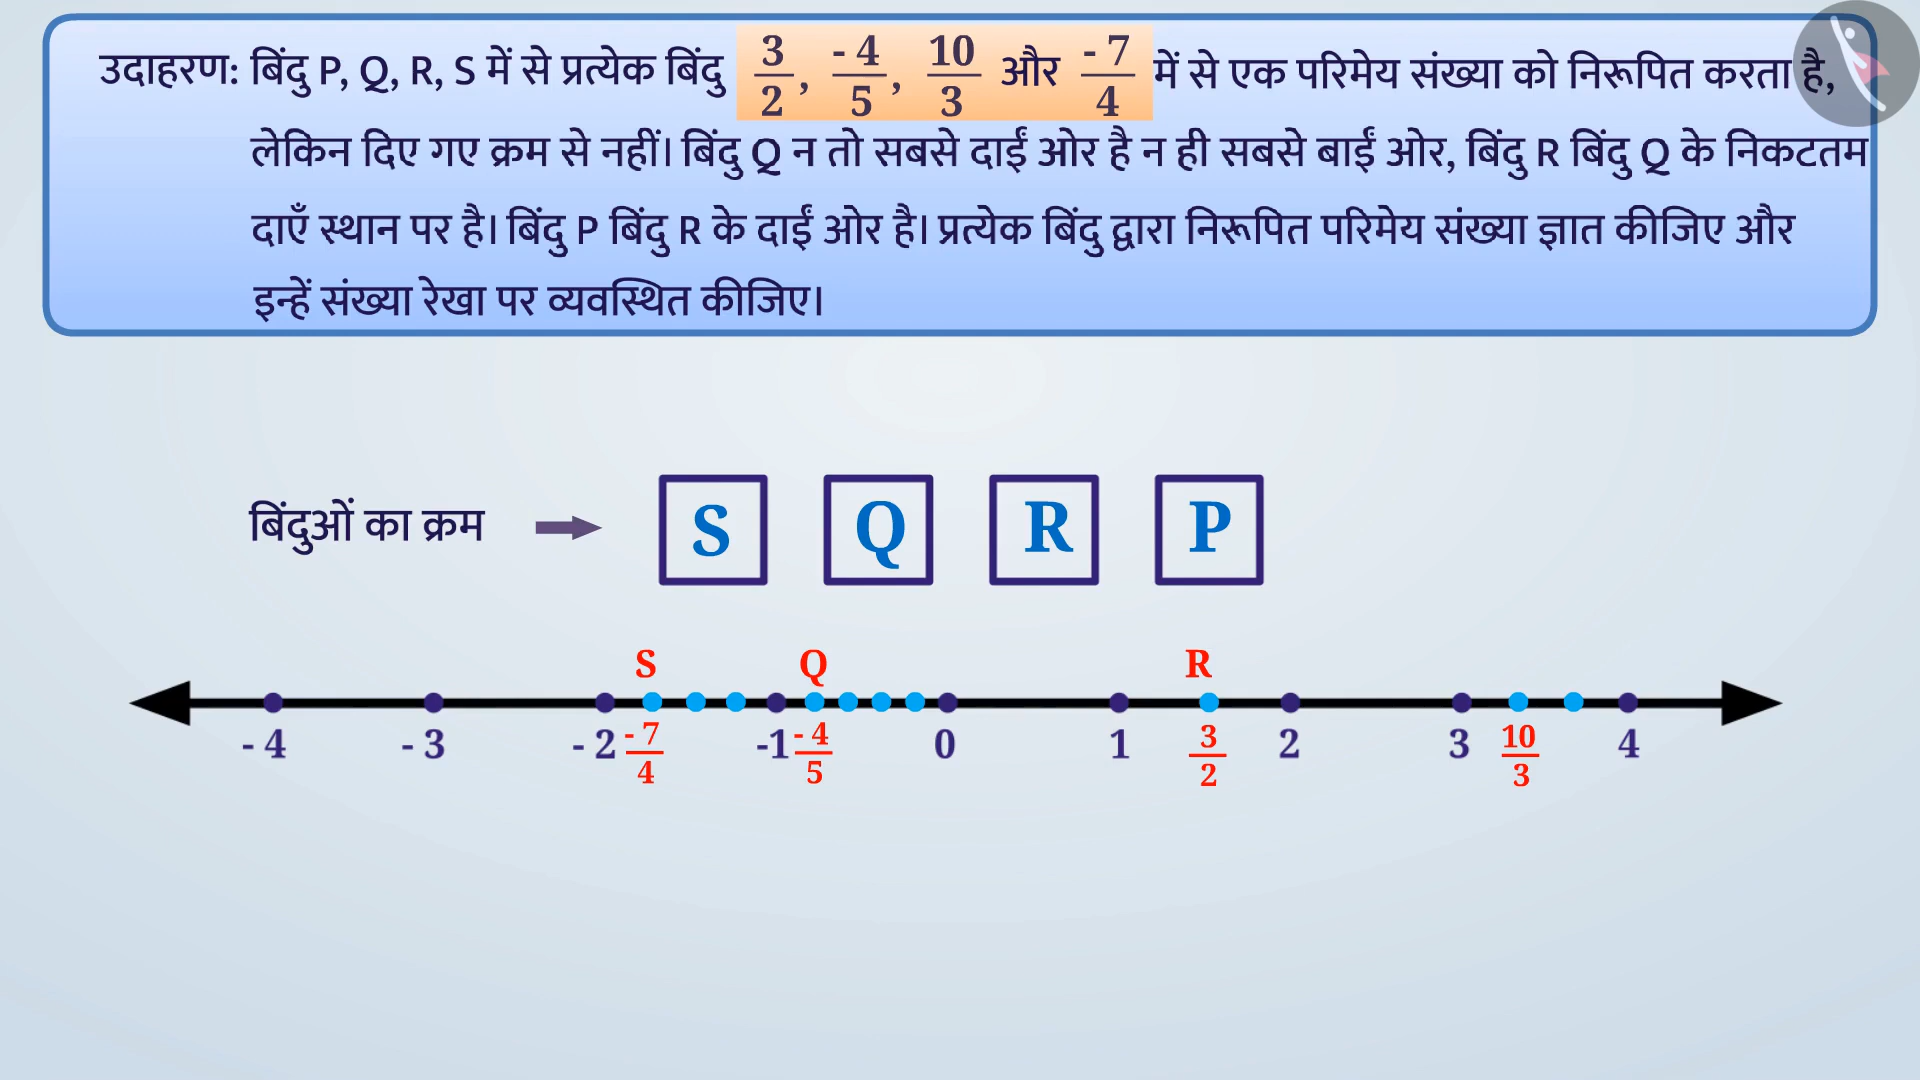 उदाहरण: बिंदु P, Q, R, S में से प्रत्येक बिंदु 3/2, -4/5, 10/3 और -7/4 में से एक परिमेय संख्या को निरूपित करता है,
लेकिन दिए गए क्रम से नहीं। बिंदु Q न तो सबसे दाईं ओर है न ही सबसे बाईं ओर, बिंदु R बिंदु Q के निकटतम
दाएँ स्थान पर है। बिंदु P बिंदु R के दाईं ओर है। प्रत्येक बिंदु द्वारा निरूपित परिमेय संख्या ज्ञात कीजिए और
इन्हें संख्या रेखा पर व्यवस्थित कीजिए।
बिंदुओं का क्रम S Q R P
S Q R
-4 -3 -2 -7/4 -1 -4/5 0 1 3/2 2 3 10/3 4